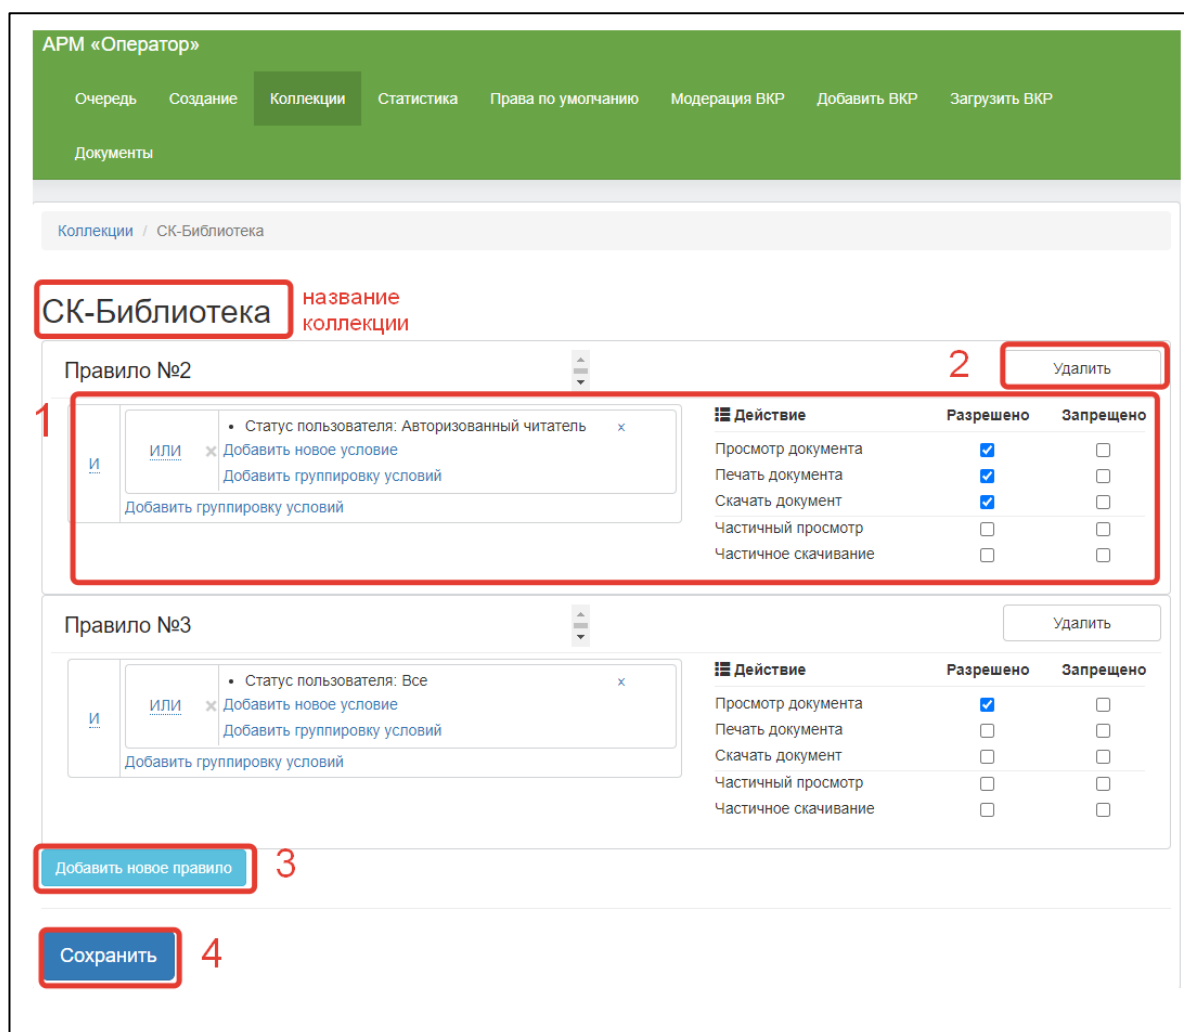 АРМ «Оператор»
Очередь Создание Коллекции Статистика Права по умолчанию Модерация ВКР Добавить ВКР Загрузить ВКР
Документы
Коллекции / СК-Библиотека
СК-Библиотека
название
коллекции
Правило №2
2
Удалить
1
И
ИЛИ
• Статус пользователя: Авторизованный читатель x
Добавить новое условие
Добавить группировку условий
Добавить группировку условий
Действие Разрешено Запрещено
Просмотр документа
Печать документа
Скачать документ
Частичный просмотр
Частичное скачивание
Правило №3
Удалить
И
ИЛИ
• Статус пользователя: Все x
Добавить новое условие
Добавить группировку условий
Добавить группировку условий
Действие Разрешено Запрещено
Просмотр документа
Печать документа
Скачать документ
Частичный просмотр
Частичное скачивание
Добавить новое правило
3
Сохранить
4